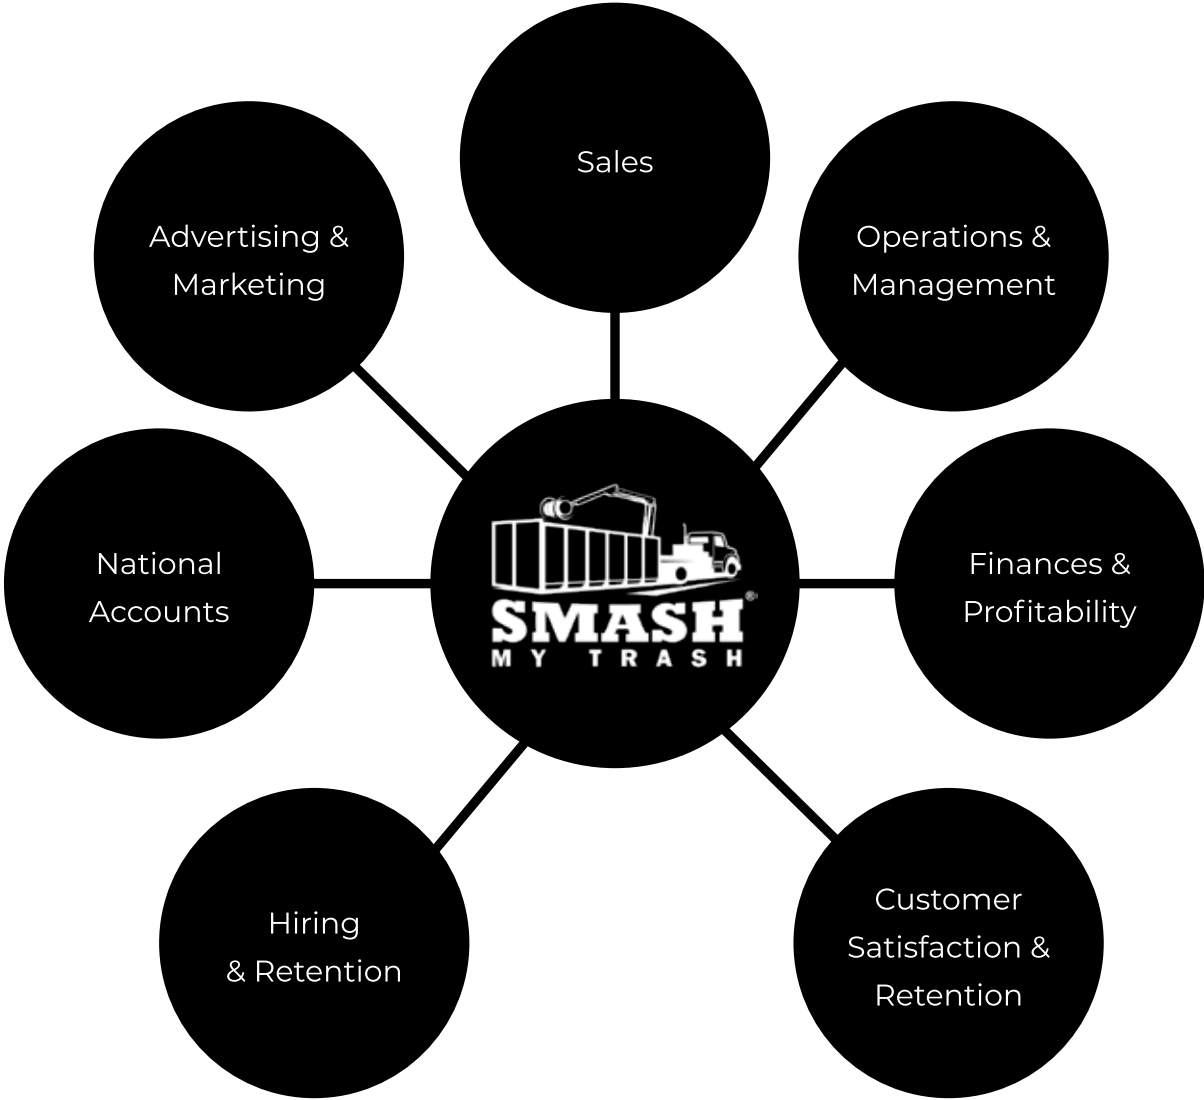 Sales
Advertising &
Marketing
Operations &
Management
National
Accounts
SMASH®
MY TRASH
Finances &
Profitability
Hiring
& Retention
Customer
Satisfaction &
Retention